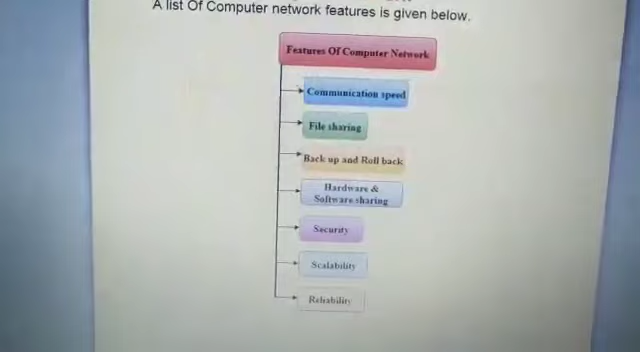 A list Of Computer network features is given below.
Features Of Computer Network
Communication speed
File sharing
Back up and Roll back
Hardware &
Software sharing
Security
Scalability
Reliability